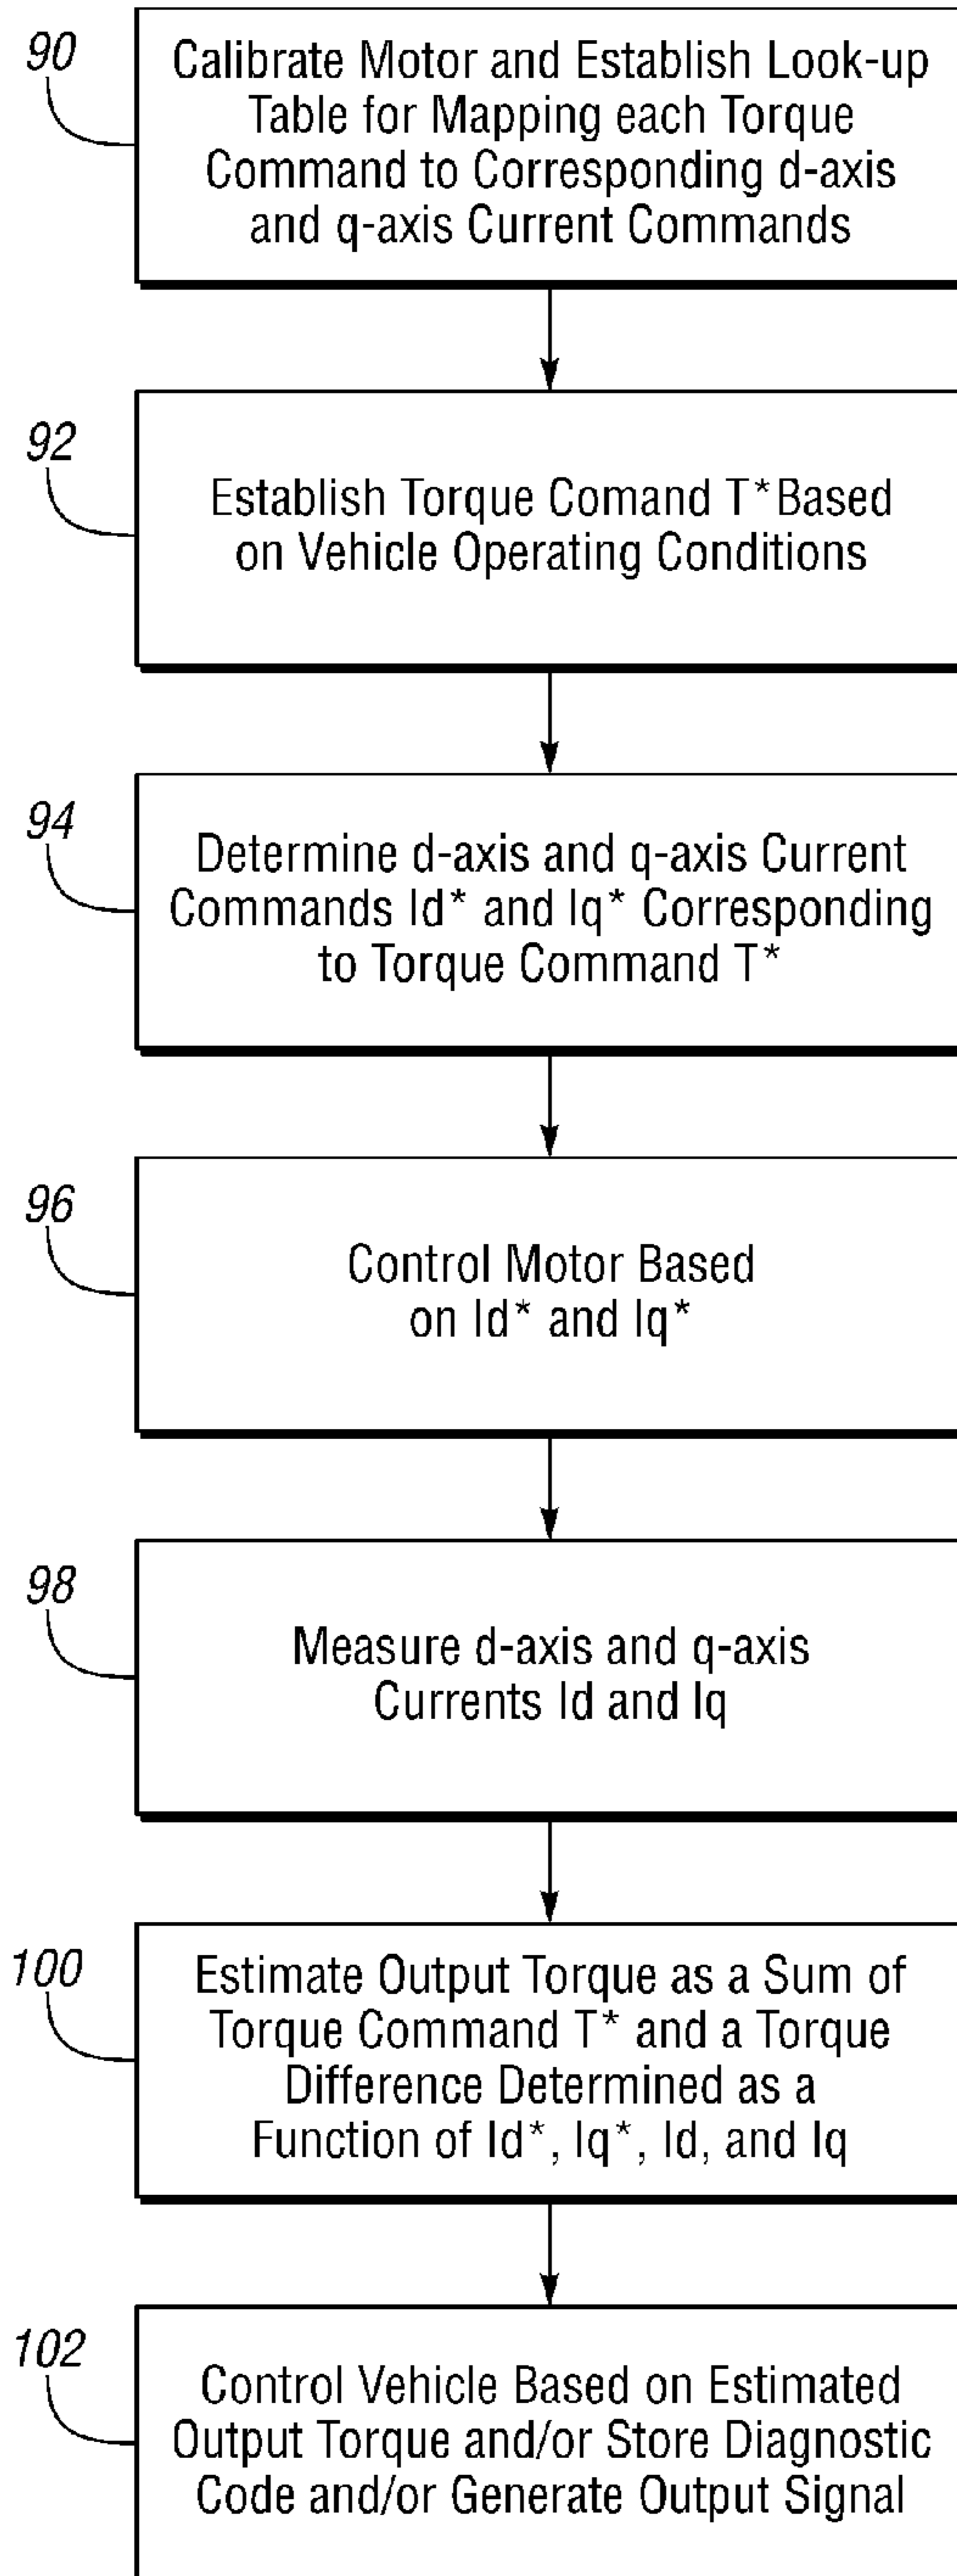 90
Calibrate Motor and Establish Look-up
Table for Mapping each Torque
Command to Corresponding d-axis
and q-axis Current Commands
92
Establish Torque Comand T*Based
on Vehicle Operating Conditions
94
Determine d-axis and q-axis Current
Commands Id* and Iq* Corresponding
to Torque Command T*
96
Control Motor Based
on Id* and Iq*
98
Measure d-axis and q-axis
Currents Id and Iq
100
Estimate Output Torque as a Sum of
Torque Command T* and a Torque
Difference Determined as a
Function of Id*, Iq*, Id, and Iq
102
Control Vehicle Based on Estimated
Output Torque and/or Store Diagnostic
Code and/or Generate Output Signal